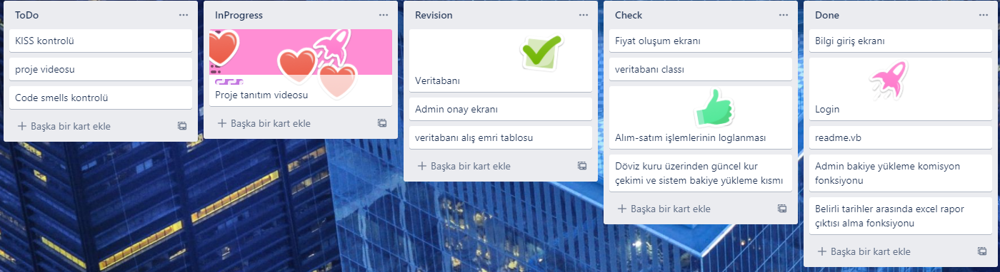 ToDo
KISS kontrolü
proje videosu
Code smells kontrolü
Başka bir kart ekle
InProgress
Proje tanıtım videosu
Başka bir kart ekle
Revision
Veritabanı
Admin onay ekranı
veritabanı alış emri tablosu
Başka bir kart ekle
Check
Fiyat oluşum ekranı
veritabanı classı
Alım-satım işlemlerinin loglanması
Döviz kuru üzerinden güncel kur
çekimi ve sistem bakiye yükleme kısmı
Başka bir kart ekle
Done
Bilgi giriş ekranı
Login
readme.vb
Admin bakiye yükleme komisyon
fonksiyonu
Belirli tarihler arasında excel rapor
çıktısı alma fonksiyonu
Başka bir kart ekle